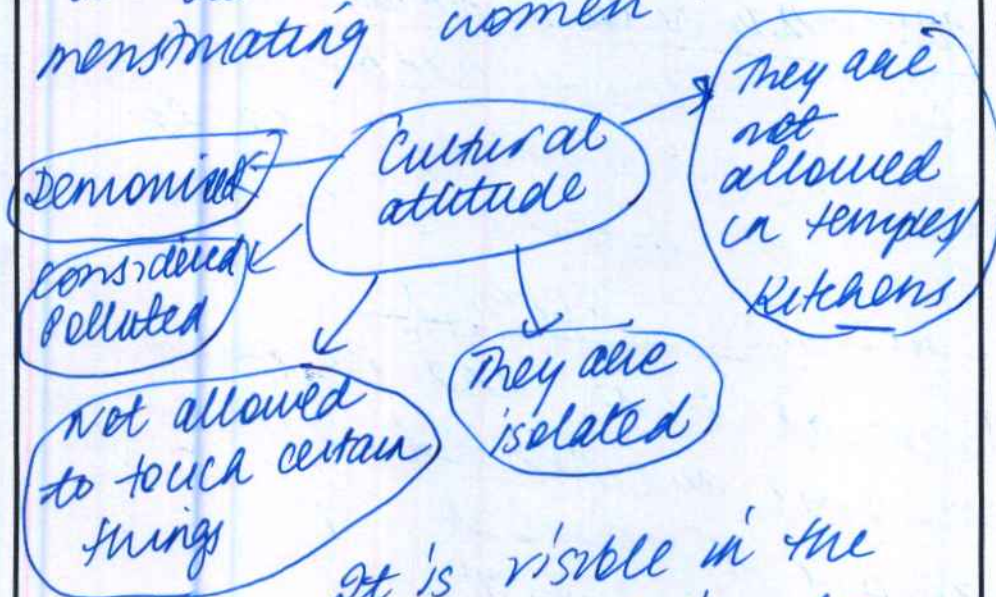 menstruating women
Cultural
attitude
Demonized
Considered
Polluted
Not allowed
to touch certain
things
They are
isolated
They are
not
allowed
in temples/
Kitchens
It is visible in the